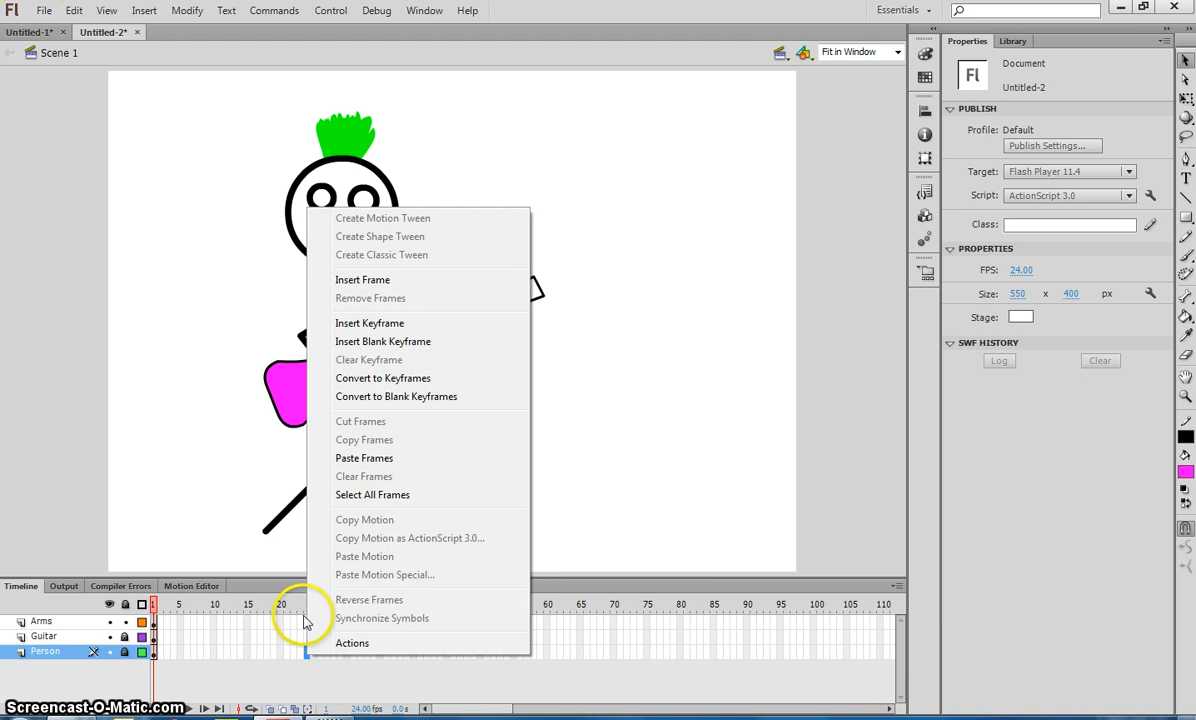 Fl File Edit View Insert Modify Text Commands Control Debug Window Help Essentials
Untitled-1* × Untitled-2* ×
Scene 1 Fit in Window
Properties Library
Fl Document
Untitled-2
PUBLISH
Profile: Default
Publish Settings...
Target: Flash Player 11.4
Script: ActionScript 3.0
Class:
PROPERTIES
FPS: 24.00
Size: 550 x 400 px
Stage:
SWF HISTORY
Log Clear
Create Motion Tween
Create Shape Tween
Create Classic Tween
Insert Frame
Remove Frames
Insert Keyframe
Insert Blank Keyframe
Clear Keyframe
Convert to Keyframes
Convert to Blank Keyframes
Cut Frames
Copy Frames
Paste Frames
Clear Frames
Select All Frames
Copy Motion
Copy Motion as ActionScript 3.0...
Paste Motion
Paste Motion Special...
Reverse Frames
Synchronize Symbols
Actions
Timeline Output Compiler Errors Motion Editor
1 5 10 15 20 60 65 70 75 80 85 90 95 100 105 110
Arms
Guitar
Person
1 24.00fps 0.0s
Screencast-O-Matic.com